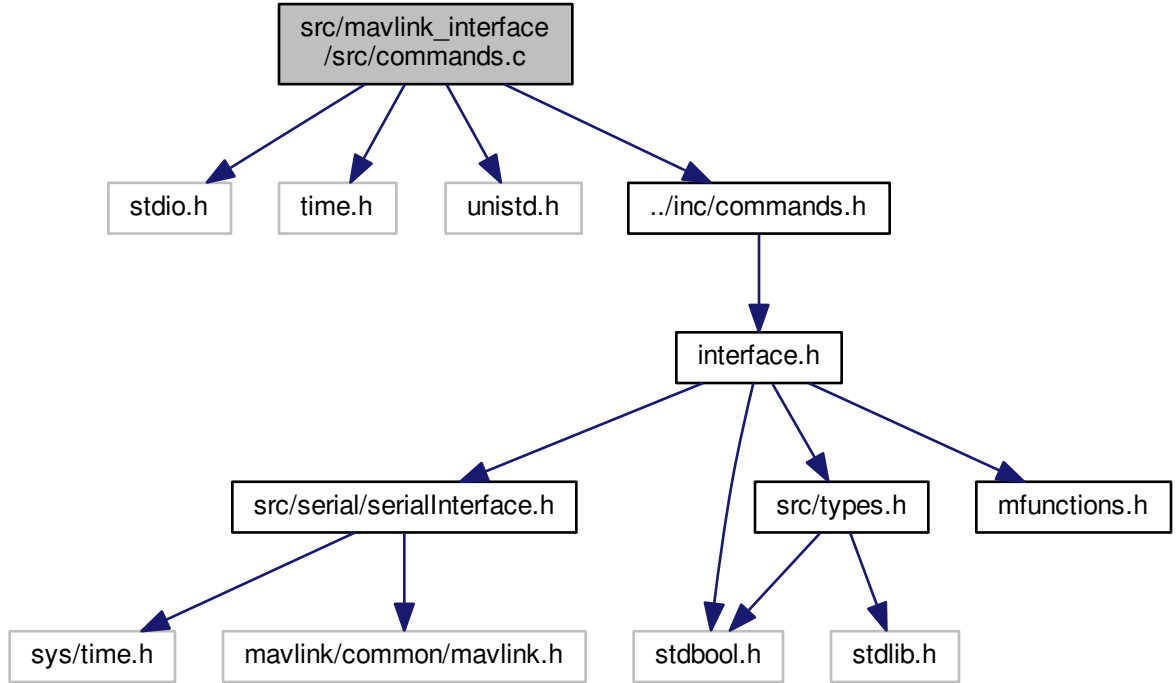 src/mavlink_interface
/src/commands.c
stdio.h
time.h
unistd.h
../inc/commands.h
interface.h
src/serial/serialInterface.h
src/types.h
mfunctions.h
sys/time.h
mavlink/common/mavlink.h
stdbool.h
stdlib.h